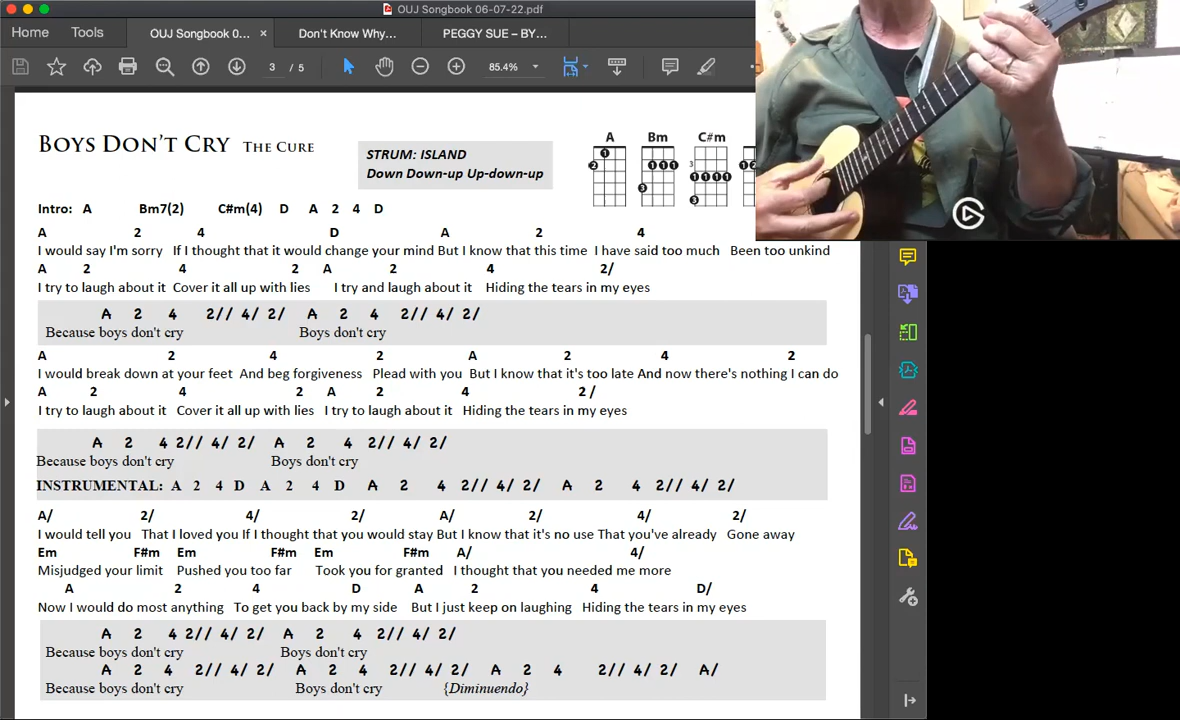 OUJ Songbook 06-07-22.pdf
Home Tools OUJ Songbook 0... × Don't Know Why... PEGGY SUE – BY...
3 / 5 85.4%
BOYS DON'T CRY THE CURE
STRUM: ISLAND
Down Down-up Up-down-up
A Bm C#m
Intro: A Bm7(2) C#m(4) D A 2 4 D
A 2 4 D A 2 4
I would say I'm sorry If I thought that it would change your mind But I know that this time I have said too much Been too unkind
A 2 4 2 A 2 4 2/
I try to laugh about it Cover it all up with lies I try and laugh about it Hiding the tears in my eyes
A 2 4 2// 4/ 2/ A 2 4 2// 4/ 2/
Because boys don't cry Boys don't cry
A 2 4 2 A 2 4 2
I would break down at your feet And beg forgiveness Plead with you But I know that it's too late And now there's nothing I can do
A 2 4 2 A 2 4 2 /
I try to laugh about it Cover it all up with lies I try to laugh about it Hiding the tears in my eyes
A 2 4 2// 4/ 2/ A 2 4 2// 4/ 2/
Because boys don't cry Boys don't cry
INSTRUMENTAL: A 2 4 D A 2 4 D A 2 4 2// 4/ 2/ A 2 4 2// 4/ 2/
A/ 2/ 4/ 2/ A/ 2/ 4/ 2/
I would tell you That I loved you If I thought that you would stay But I know that it's no use That you've already Gone away
Em F#m Em F#m Em F#m A/ 4/
Misjudged your limit Pushed you too far Took you for granted I thought that you needed me more
A 2 4 D A 2 4 D/
Now I would do most anything To get you back by my side But I just keep on laughing Hiding the tears in my eyes
A 2 4 2// 4/ 2/ A 2 4 2// 4/ 2/
Because boys don't cry Boys don't cry
A 2 4 2// 4/ 2/ A 2 4 2// 4/ 2/ A 2 4 2// 4/ 2/ A/
Because boys don't cry Boys don't cry {Diminuendo}